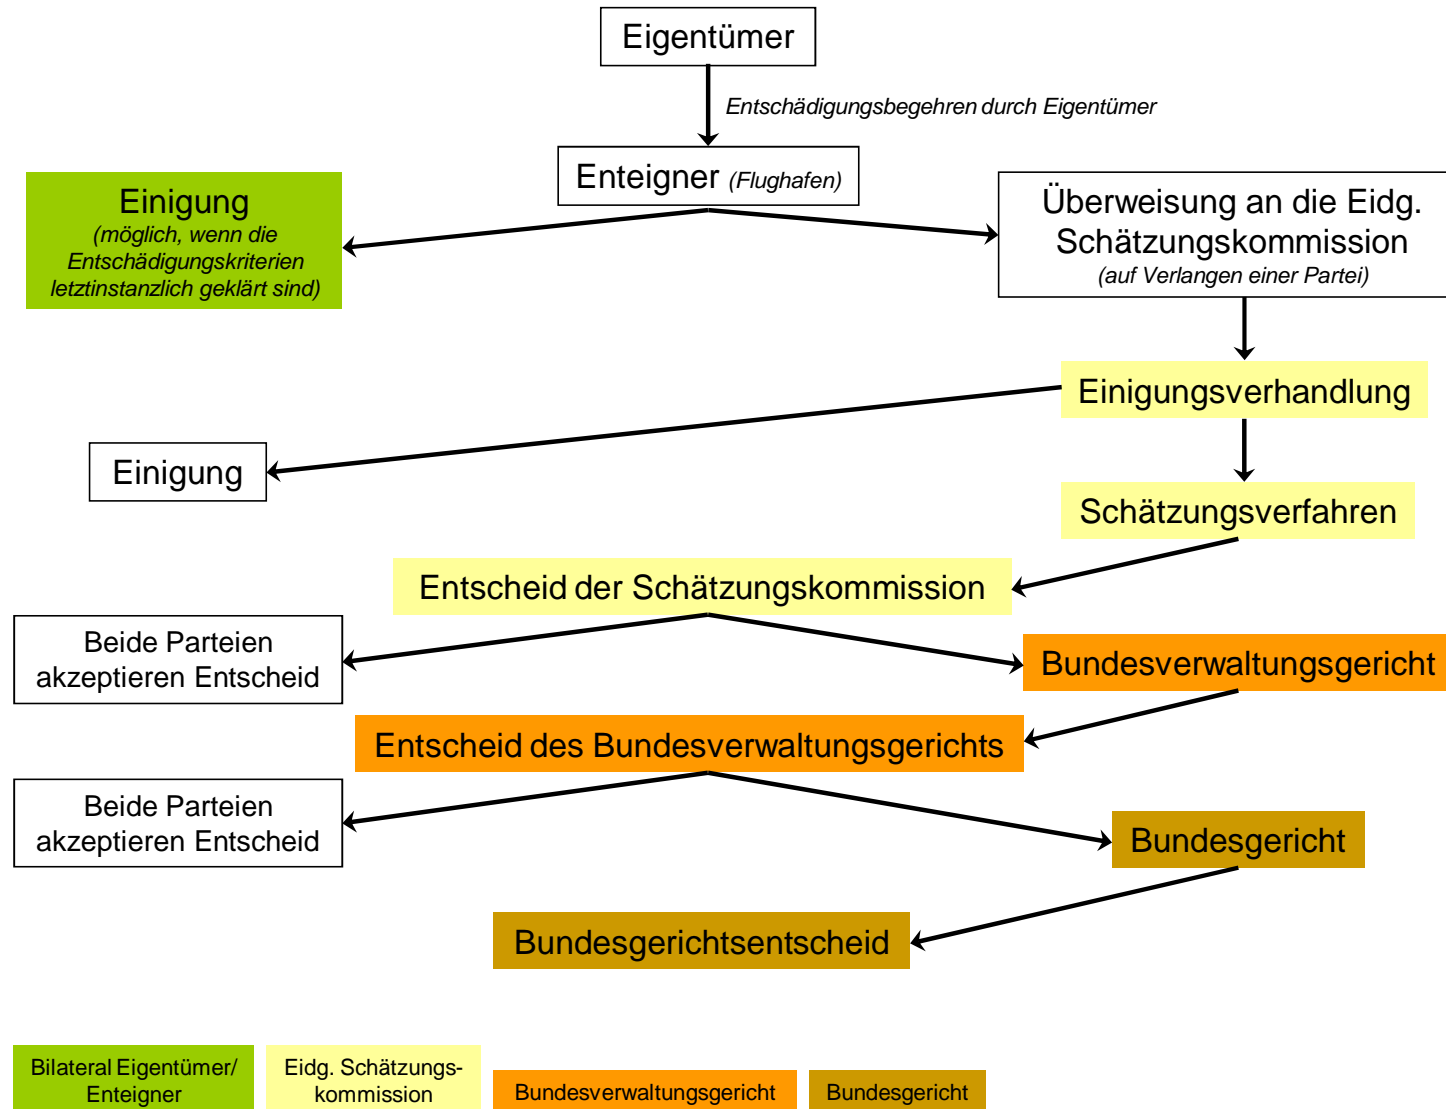 Eigentümer
Entschädigungsbegehren durch Eigentümer
Enteigner (Flughafen)
Einigung
(möglich, wenn die
Entschädigungskriterien
letztinstanzlich geklärt sind)
Überweisung an die Eidg.
Schätzungskommission
(auf Verlangen einer Partei)
Einigungsverhandlung
Einigung
Schätzungsverfahren
Entscheid der Schätzungskommission
Beide Parteien
akzeptieren Entscheid
Bundesverwaltungsgericht
Entscheid des Bundesverwaltungsgerichts
Beide Parteien
akzeptieren Entscheid
Bundesgericht
Bundesgerichtsentscheid
Bilateral Eigentümer/
Enteigner
Eidg. Schätzungs-
kommission
Bundesverwaltungsgericht
Bundesgericht